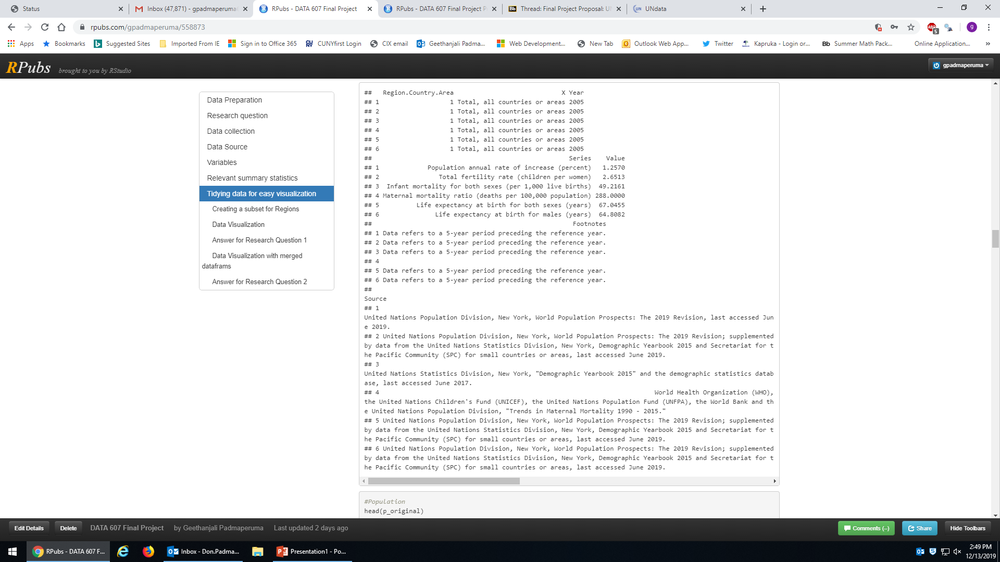 Status
Inbox (47,871) - gpadmaperuma
RPubs - DATA 607 Final Project
RPubs - DATA 607 Final Project P
Bb Thread: Final Project Proposal: U
UNdata
rpubs.com/gpadmaperuma/558873
ABP 5 g
Apps Bookmarks Suggested Sites Imported From IE Sign in to Office 365 CUNYfirst Login CIX email Geethanjali Padma... Web Development... New Tab Outlook Web App... Twitter Kapruka - Login or... Bb Summer Math Pack... Online Application... »
RPubs brought to you by RStudio
gpadmaperuma
Data Preparation
Research question
Data collection
Data Source
Variables
Relevant summary statistics
Tidying data for easy visualization
Creating a subset for Regions
Data Visualization
Answer for Research Question 1
Data Visualization with merged
dataframs
Answer for Research Question 2
## Region.Country.Area X Year
## 1 1 Total, all countries or areas 2005
## 2 1 Total, all countries or areas 2005
## 3 1 Total, all countries or areas 2005
## 4 1 Total, all countries or areas 2005
## 5 1 Total, all countries or areas 2005
## 6 1 Total, all countries or areas 2005
## Series Value
## 1 Population annual rate of increase (percent) 1.2570
## 2 Total fertility rate (children per women) 2.6513
## 3 Infant mortality for both sexes (per 1,000 live births) 49.2161
## 4 Maternal mortality ratio (deaths per 100,000 population) 288.0000
## 5 Life expectancy at birth for both sexes (years) 67.0455
## 6 Life expectancy at birth for males (years) 64.8082
## Footnotes
## 1 Data refers to a 5-year period preceding the reference year.
## 2 Data refers to a 5-year period preceding the reference year.
## 3 Data refers to a 5-year period preceding the reference year.
## 4
## 5 Data refers to a 5-year period preceding the reference year.
## 6 Data refers to a 5-year period preceding the reference year.
##
Source
## 1
United Nations Population Division, New York, World Population Prospects: The 2019 Revision, last accessed Jun
e 2019.
## 2 United Nations Population Division, New York, World Population Prospects: The 2019 Revision; supplemented
by data from the United Nations Statistics Division, New York, Demographic Yearbook 2015 and Secretariat for t
he Pacific Community (SPC) for small countries or areas, last accessed June 2019.
## 3
United Nations Statistics Division, New York, "Demographic Yearbook 2015" and the demographic statistics datab
ase, last accessed June 2017.
## 4 World Health Organization (WHO),
the United Nations Children's Fund (UNICEF), the United Nations Population Fund (UNFPA), the World Bank and th
e United Nations Population Division, "Trends in Maternal Mortality 1990 - 2015."
## 5 United Nations Population Division, New York, World Population Prospects: The 2019 Revision; supplemented
by data from the United Nations Statistics Division, New York, Demographic Yearbook 2015 and Secretariat for t
he Pacific Community (SPC) for small countries or areas, last accessed June 2019.
## 6 United Nations Population Division, New York, World Population Prospects: The 2019 Revision; supplemented
by data from the United Nations Statistics Division, New York, Demographic Yearbook 2015 and Secretariat for t
he Pacific Community (SPC) for small countries or areas, last accessed June 2019.
#Population
head(p_original)
Edit Details Delete DATA 607 Final Project by Geethanjali Padmaperuma Last updated 2 days ago Comments (–) Share Hide Toolbars
RPubs - DATA 607 F... Inbox - Don.Padma... Presentation1 - Po...
2:49 PM
12/13/2019